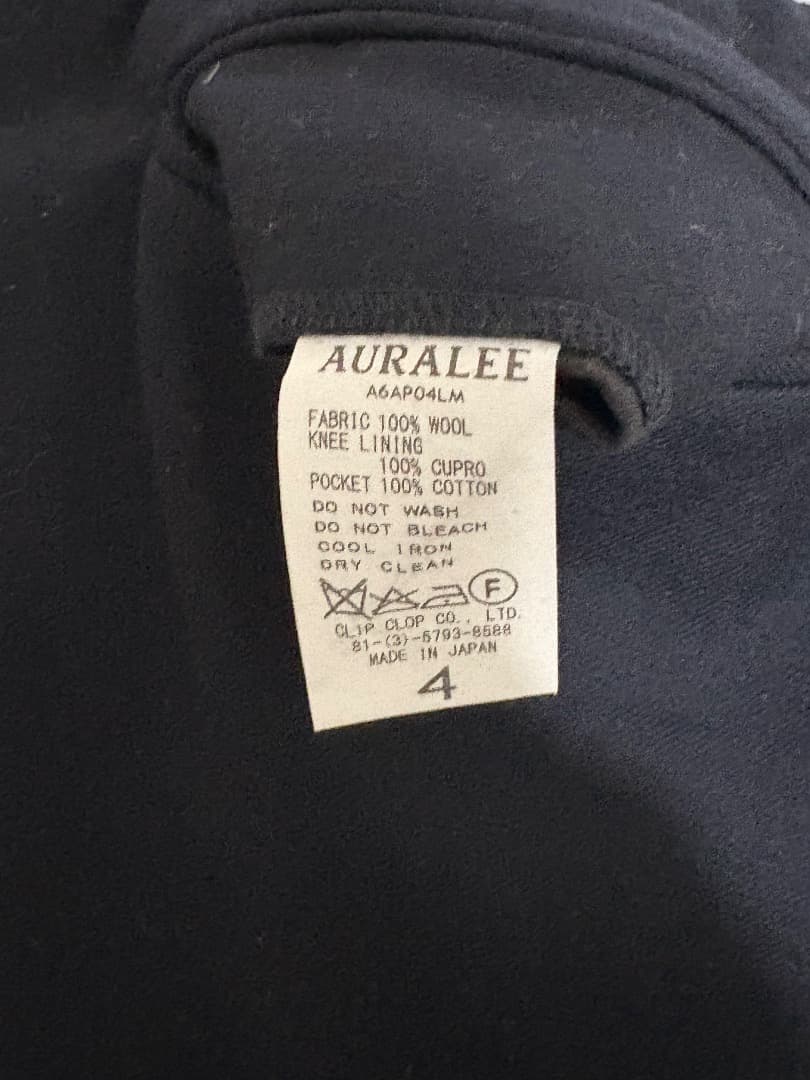 AURALEE
A6AP04LM
FABRIC 100% WOOL
KNEE LINING
100% CUPRO
POCKET 100% COTTON
DO NOT WASH
DO NOT BLEACH
COOL IRON
DRY CLEAN
F
CLIP CLOP CO., LTD.
81-(3)-5793-8588
MADE IN JAPAN
4